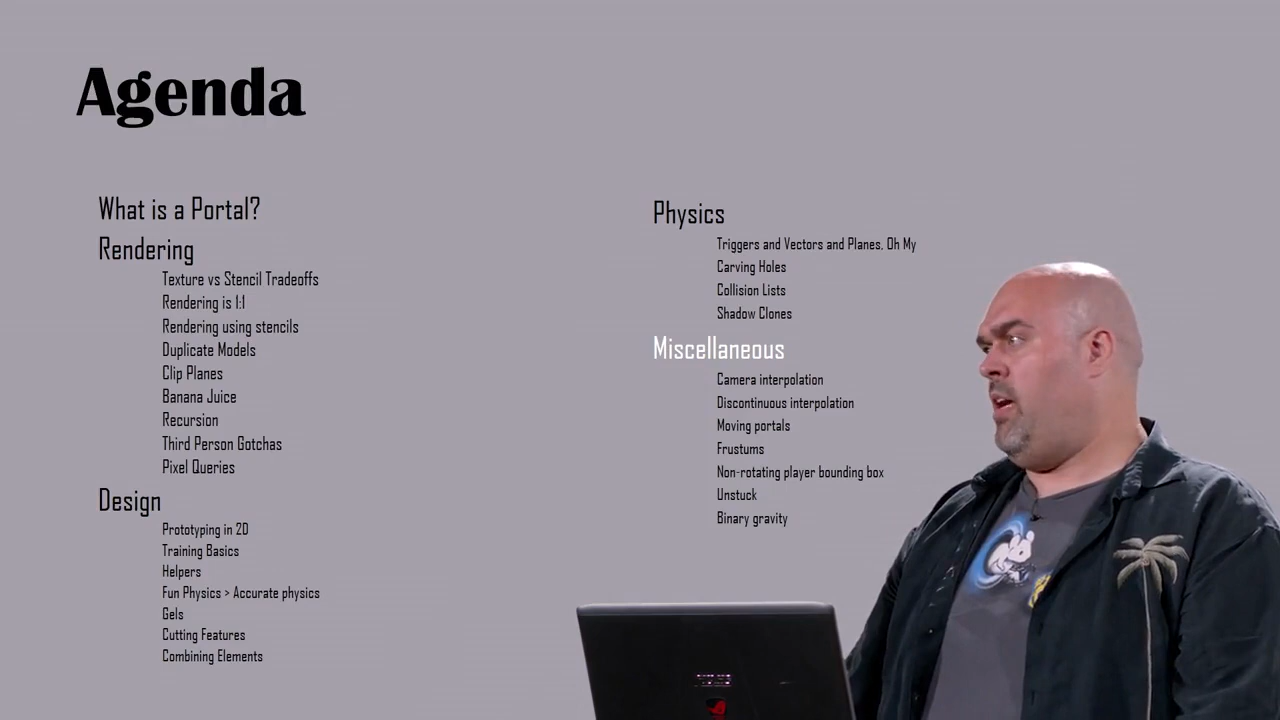 Agenda
What is a Portal?
Rendering
Texture vs Stencil Tradeoffs
Rendering is 1:1
Rendering using stencils
Duplicate Models
Clip Planes
Banana Juice
Recursion
Third Person Gotchas
Pixel Queries
Design
Prototyping in 2D
Training Basics
Helpers
Fun Physics > Accurate physics
Gels
Cutting Features
Combining Elements
Physics
Triggers and Vectors and Planes, Oh My
Carving Holes
Collision Lists
Shadow Clones
Miscellaneous
Camera interpolation
Discontinuous interpolation
Moving portals
Frustums
Non-rotating player bounding box
Unstuck
Binary gravity